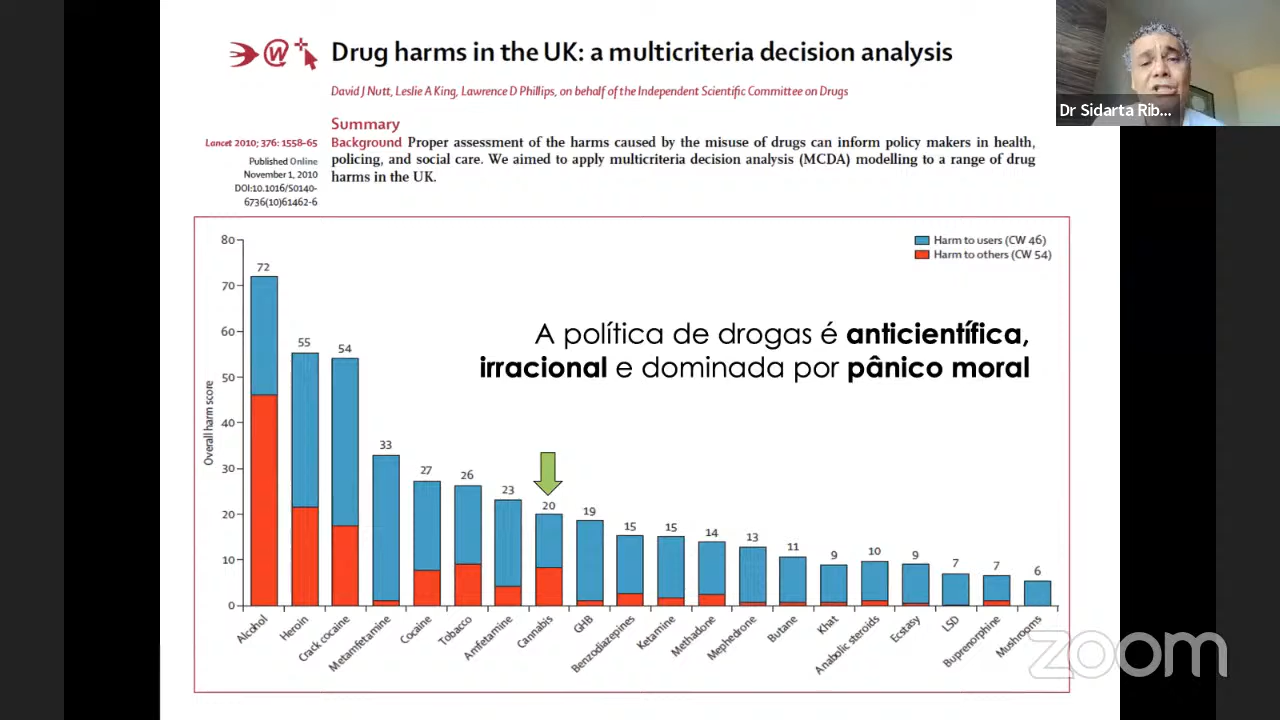 Drug harms in the UK: a multicriteria decision analysis
David J Nutt, Leslie A King, Lawrence D Phillips, on behalf of the Independent Scientific Committee on Drugs
Summary
Lancet 2010; 376: 1558–65
Published Online
November 1, 2010
DOI:10.1016/S0140-
6736(10)61462-6
Background Proper assessment of the harms caused by the misuse of drugs can inform policy makers in health,
policing, and social care. We aimed to apply multicriteria decision analysis (MCDA) modelling to a range of drug
harms in the UK.
Dr Sidarta Rib...
Harm to users (CW 46)
Harm to others (CW 54)
A política de drogas é anticientífica,
irracional e dominada por pânico moral
Overall harm score
80
70
60
50
40
30
20
10
0
72
55
54
33
27
26
23
20
19
15
15
14
13
11
9
10
9
7
7
6
Alcohol
Heroin
Crack cocaine
Metamfetamine
Cocaine
Tobacco
Amfetamine
Cannabis
GHB
Benzodiazepines
Ketamine
Methadone
Mephedrone
Butane
Khat
Anabolic steroids
Ecstasy
LSD
Buprenorphine
Mushrooms
zoom